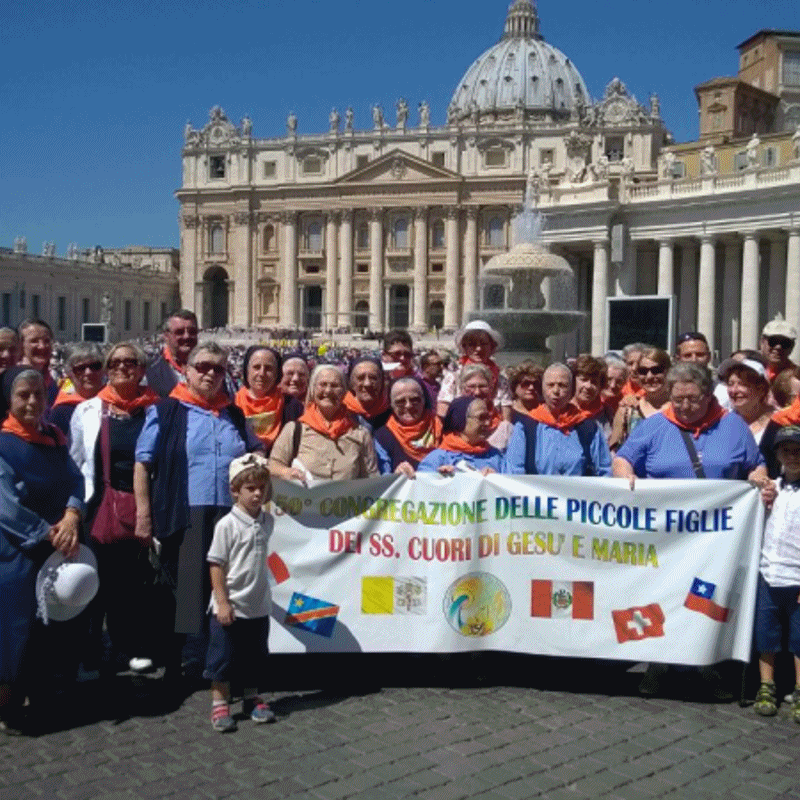 50° CONGREGAZIONE DELLE PICCOLE FIGLIE
DEI SS. CUORI DI GESU' E MARIA